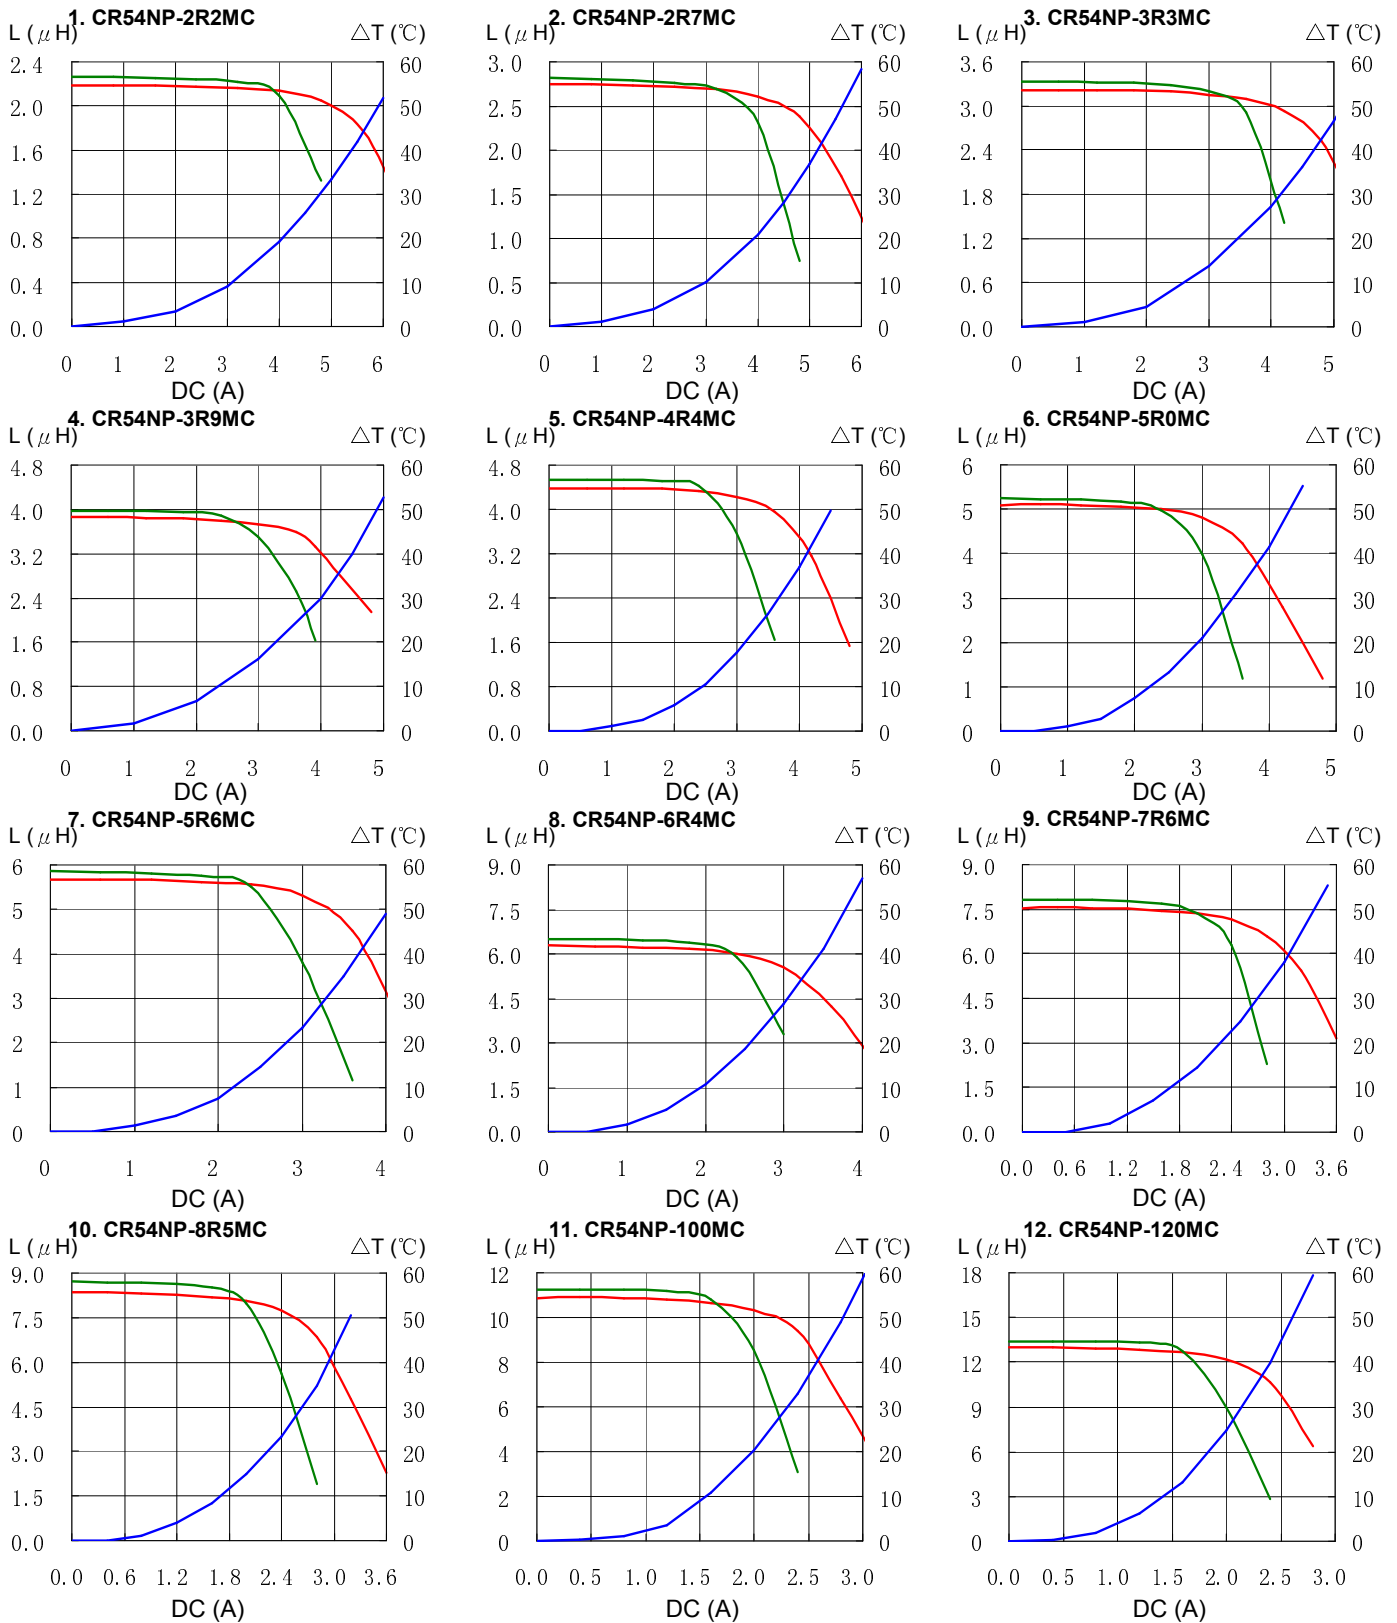 1. CR54NP-2R2MC
L (μH) △T (℃)
2.4 60
2.0 50
1.6 40
1.2 30
0.8 20
0.4 10
0.0 0
0 1 2 3 4 5 6
DC (A)
2. CR54NP-2R7MC
L (μH) △T (℃)
3.0 60
2.5 50
2.0 40
1.5 30
1.0 20
0.5 10
0.0 0
0 1 2 3 4 5 6
DC (A)
3. CR54NP-3R3MC
L (μH) △T (℃)
3.6 60
3.0 50
2.4 40
1.8 30
1.2 20
0.6 10
0.0 0
0 1 2 3 4 5
DC (A)
4. CR54NP-3R9MC
L (μH) △T (℃)
4.8 60
4.0 50
3.2 40
2.4 30
1.6 20
0.8 10
0.0 0
0 1 2 3 4 5
DC (A)
5. CR54NP-4R4MC
L (μH) △T (℃)
4.8 60
4.0 50
3.2 40
2.4 30
1.6 20
0.8 10
0.0 0
0 1 2 3 4 5
DC (A)
6. CR54NP-5R0MC
L (μH) △T (℃)
6 60
5 50
4 40
3 30
2 20
1 10
0 0
0 1 2 3 4 5
DC (A)
7. CR54NP-5R6MC
L (μH) △T (℃)
6 60
5 50
4 40
3 30
2 20
1 10
0 0
0 1 2 3 4
DC (A)
8. CR54NP-6R4MC
L (μH) △T (℃)
9.0 60
7.5 50
6.0 40
4.5 30
3.0 20
1.5 10
0.0 0
0 1 2 3 4
DC (A)
9. CR54NP-7R6MC
L (μH) △T (℃)
9.0 60
7.5 50
6.0 40
4.5 30
3.0 20
1.5 10
0.0 0
0.0 0.6 1.2 1.8 2.4 3.0 3.6
DC (A)
10. CR54NP-8R5MC
L (μH) △T (℃)
9.0 60
7.5 50
6.0 40
4.5 30
3.0 20
1.5 10
0.0 0
0.0 0.6 1.2 1.8 2.4 3.0 3.6
DC (A)
11. CR54NP-100MC
L (μH) △T (℃)
12 60
10 50
8 40
6 30
4 20
2 10
0 0
0.0 0.5 1.0 1.5 2.0 2.5 3.0
DC (A)
12. CR54NP-120MC
L (μH) △T (℃)
18 60
15 50
12 40
9 30
6 20
3 10
0 0
0.0 0.5 1.0 1.5 2.0 2.5 3.0
DC (A)